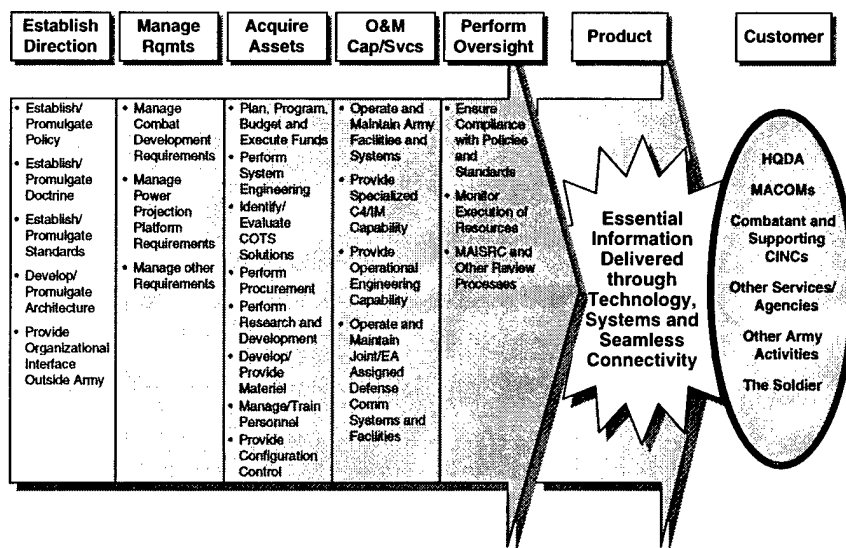 Establish
Direction
Manage
Rqmts
Acquire
Assets
O&M
Cap/Svcs
Perform
Oversight
Product
Customer
• Establish/
Promulgate
Policy
• Establish/
Promulgate
Doctrine
• Establish/
Promulgate
Standards
• Develop/
Promulgate
Architecture
• Provide
Organizational
Interface
Outside Army
• Manage
Combat
Development
Requirements
• Manage
Power
Projection
Platform
Requirements
• Manage other
Requirements
• Plan, Program,
Budget and
Execute Funds
• Perform
System
Engineering
• Identify/
Evaluate
COTS
Solutions
• Perform
Procurement
• Perform
Research and
Development
• Develop/
Provide
Materiel
• Manage/Train
Personnel
• Provide
Configuration
Control
• Operate and
Maintain Army
Facilities and
Systems
• Provide
Specialized
C4/IM
Capability
• Provide
Operational
Engineering
Capability
• Operate and
Maintain
Joint/EA
Assigned
Defense
Comm
Systems and
Facilities
• Ensure
Compliance
with Policies
and
Standards
• Monitor
Execution of
Resources
• MAISRC and
Other Review
Processes
Essential
Information
Delivered
through
Technology,
Systems and
Seamless
Connectivity
HQDA
MACOMs
Combatant and
Supporting
CINCs
Other Services/
Agencies
Other Army
Activities
The Soldier